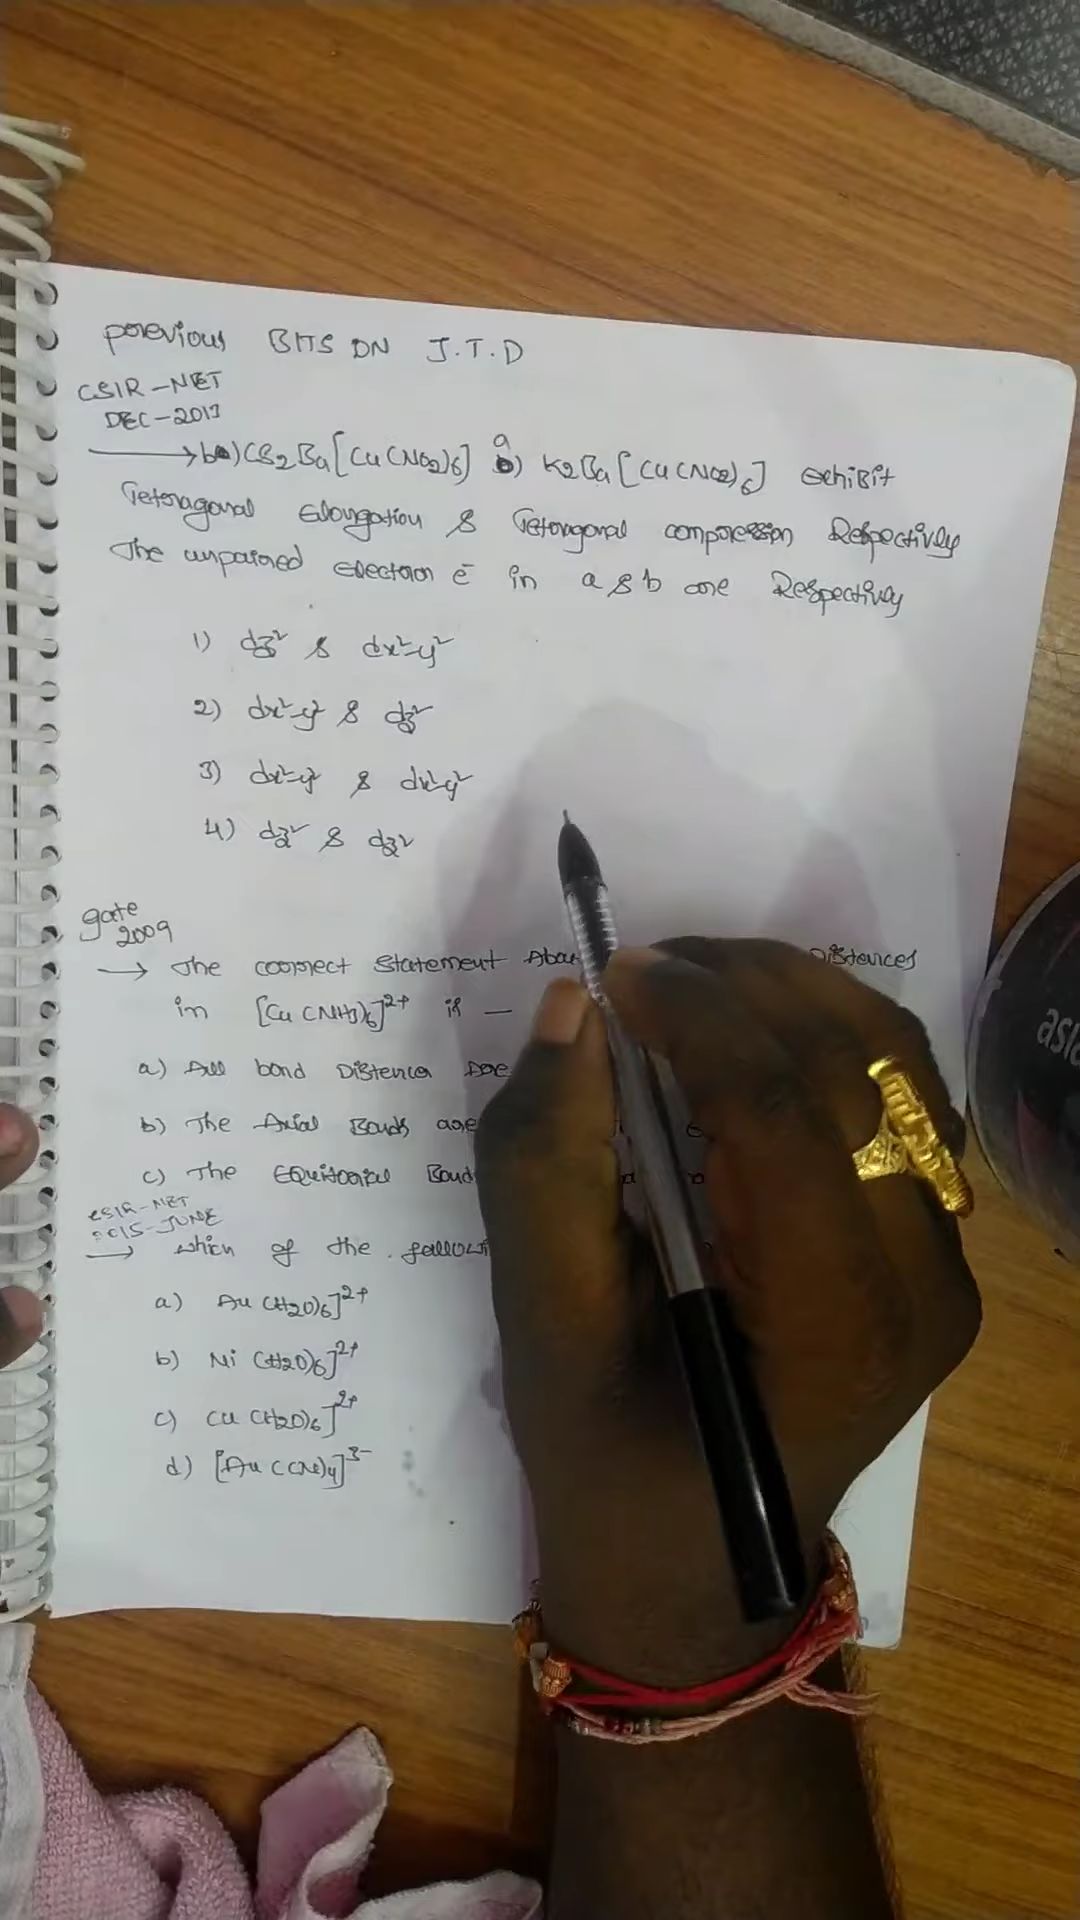 previous BITS ON J.T.D
CSIR-NET
DEC-2013
→ b) CS2Ba[Cu(NO2)6] a) K2Ba[Cu(NO2)6] exhibit
Tetragonal Elongation & Tetragonal compression Respectively
The unpaired electron e⁻ in a & b are Respectively
1) dz² & dx²-y²
2) dx²-y² & dz²
3) dx²-y² & dx²-y²
4) dz² & dz²
gate
2009
→ The correct Statement Distences
in [Cu(NH3)6]²⁺ is —
a) All bond Distences Are
b) The Axial Bonds are
c) The Equitorial
CSIR-NET
2015-JUNE
→ which of the
a) Au(H2O)6]²⁺
b) Ni(H2O)6]²⁺
c) Cu(H2O)6]²⁺
d) [Au(CN)4]³⁻